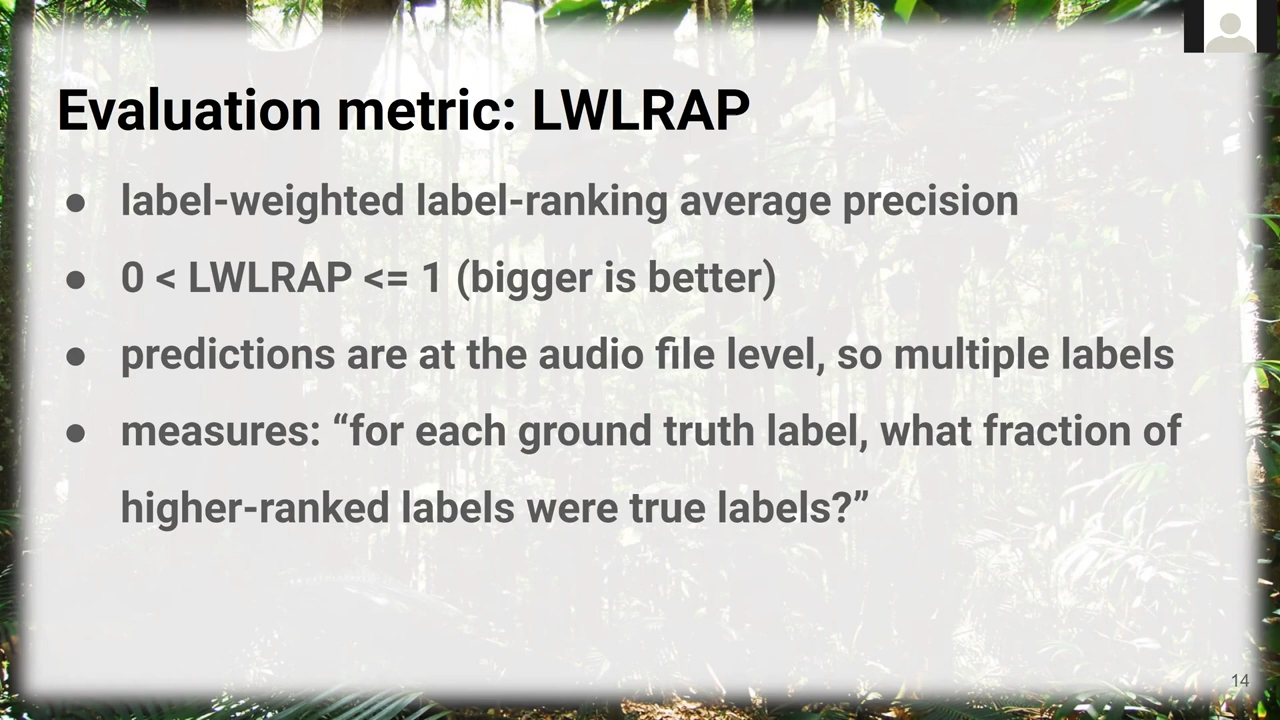 Evaluation metric: LWLRAP
● label-weighted label-ranking average precision
● 0 < LWLRAP <= 1 (bigger is better)
● predictions are at the audio file level, so multiple labels
● measures: “for each ground truth label, what fraction of
higher-ranked labels were true labels?”
14